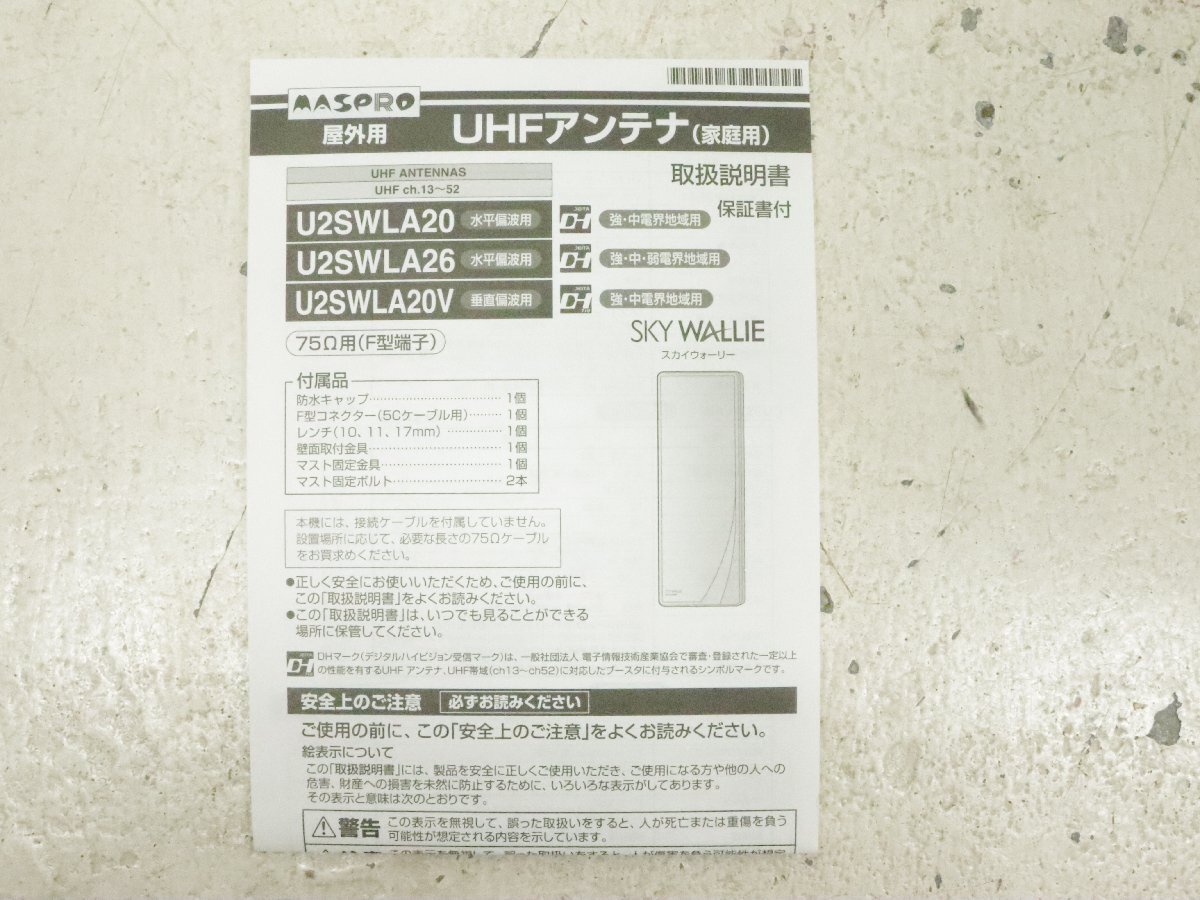 MASPRO
屋外用 UHFアンテナ(家庭用)
UHF ANTENNAS
UHF ch.13〜52
取扱説明書
保証書付
U2SWLA20 水平偏波用 DH 強・中電界地域用
U2SWLA26 水平偏波用 DH 強・中・弱電界地域用
U2SWLA20V 垂直偏波用 DH 強・中電界地域用
75Ω用(F型端子)
SKY WALLIE
スカイウォーリー
付属品
防水キャップ………………………… 1個
F型コネクター(5Cケーブル用)…… 1個
レンチ(10、11、17mm) ………… 1個
壁面取付金具………………………… 1個
マスト固定金具……………………… 1個
マスト固定ボルト…………………… 2本
本機には、接続ケーブルを付属していません。
設置場所に応じて、必要な長さの75Ωケーブル
をお買求めください。
●正しく安全にお使いいただくため、ご使用の前に、
この「取扱説明書」をよくお読みください。
●この「取扱説明書」は、いつでも見ることができる
場所に保管してください。
DH DHマーク(デジタルハイビジョン受信マーク)は、一般社団法人 電子情報技術産業協会で審査・登録された一定以上
の性能を有するUHF アンテナ、UHF帯域(ch13〜ch52)に対応したブースタに付与されるシンボルマークです。
安全上のご注意 必ずお読みください
ご使用の前に、この「安全上のご注意」をよくお読みください。
絵表示について
この「取扱説明書」には、製品を安全に正しくご使用いただき、ご使用になる方や他の人への
危害、財産への損害を未然に防止するために、いろいろな表示がしてあります。
その表示と意味は次のとおりです。
警告 この表示を無視して、誤った取扱いをすると、人が死亡または重傷を負う
可能性が想定される内容を示しています。